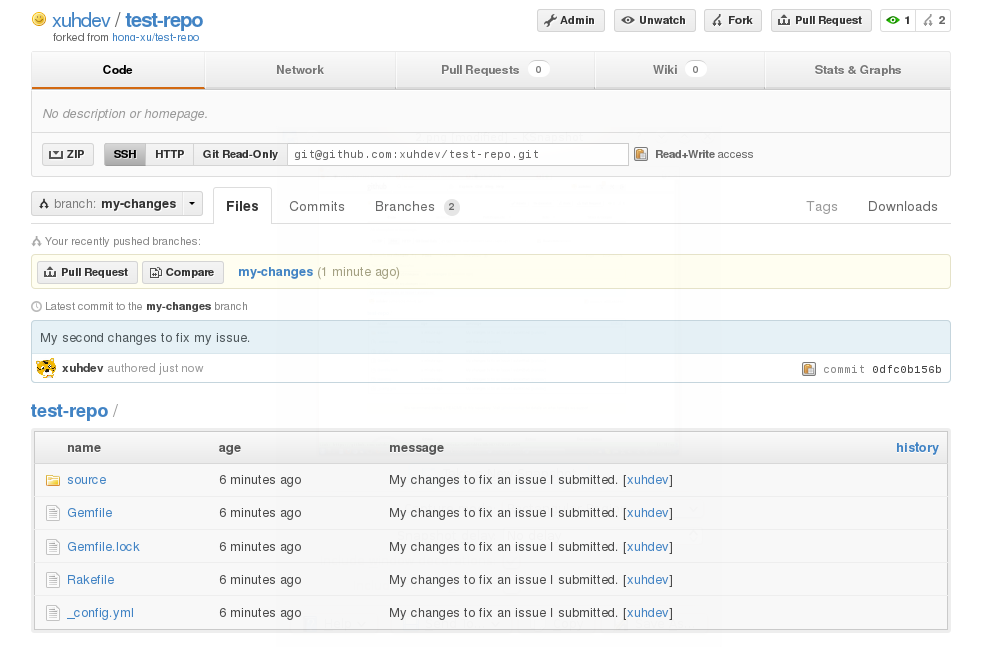 xuhdev / test-repo
forked from hong-xu/test-repo
Admin Unwatch Fork Pull Request 1 2
Code Network Pull Requests 0 Wiki 0 Stats & Graphs
No description or homepage.
ZIP SSH HTTP Git Read-Only git@github.com:xuhdev/test-repo.git Read+Write access
branch: my-changes Files Commits Branches 2 Tags Downloads
Your recently pushed branches:
Pull Request Compare my-changes (1 minute ago)
Latest commit to the my-changes branch
My second changes to fix my issue.
xuhdev authored just now commit 0dfc0b156b
test-repo /
name age message history
source 6 minutes ago My changes to fix an issue I submitted. [xuhdev]
Gemfile 6 minutes ago My changes to fix an issue I submitted. [xuhdev]
Gemfile.lock 6 minutes ago My changes to fix an issue I submitted. [xuhdev]
Rakefile 6 minutes ago My changes to fix an issue I submitted. [xuhdev]
_config.yml 6 minutes ago My changes to fix an issue I submitted. [xuhdev]